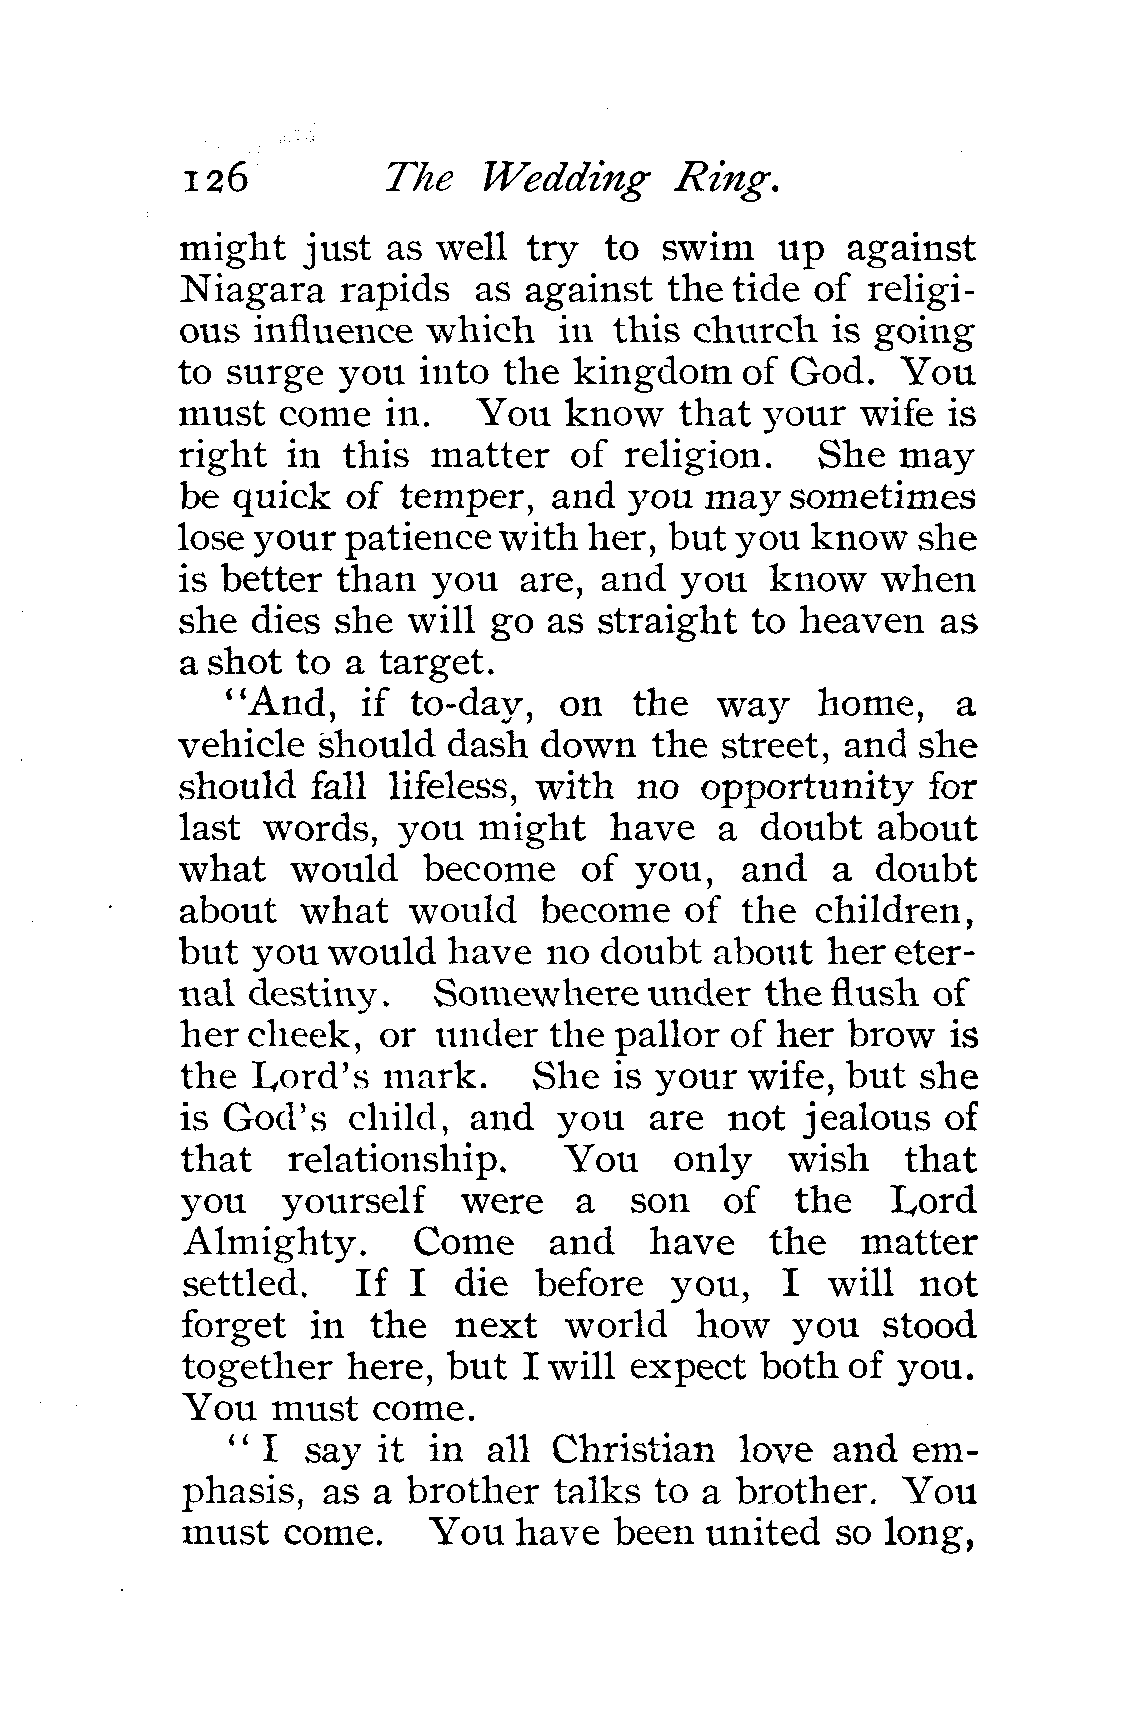 126 The Wedding Ring.
might just as well try to swim up against
Niagara rapids as against the tide of religi-
ous influence which in this church is going
to surge you into the kingdom of God. You
must come in. You know that your wife is
right in this matter of religion. She may
be quick of temper, and you may sometimes
lose your patience with her, but you know she
is better than you are, and you know when
she dies she will go as straight to heaven as
a shot to a target.
"And, if to-day, on the way home, a
vehicle should dash down the street, and she
should fall lifeless, with no opportunity for
last words, you might have a doubt about
what would become of you, and a doubt
about what would become of the children,
but you would have no doubt about her eter-
nal destiny. Somewhere under the flush of
her cheek, or under the pallor of her brow is
the Lord's mark. She is your wife, but she
is God's child, and you are not jealous of
that relationship. You only wish that
you yourself were a son of the Lord
Almighty. Come and have the matter
settled. If I die before you, I will not
forget in the next world how you stood
together here, but I will expect both of you.
You must come.
"I say it in all Christian love and em-
phasis, as a brother talks to a brother. You
must come. You have been united so long,